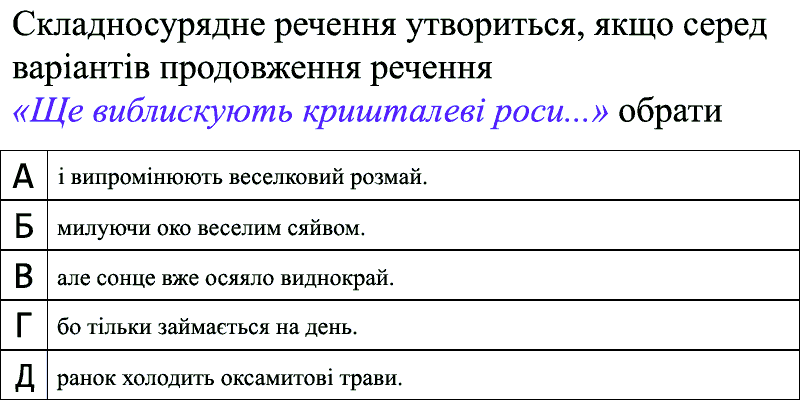 Складносурядне речення утвориться, якщо серед
варіантів продовження речення
«Ще виблискують кришталеві роси...» обрати
А і випромінюють веселковий розмай.
Б милуючи око веселим сяйвом.
В але сонце вже осяяло виднокрай.
Г бо тільки займається на день.
Д ранок холодить оксамитові трави.